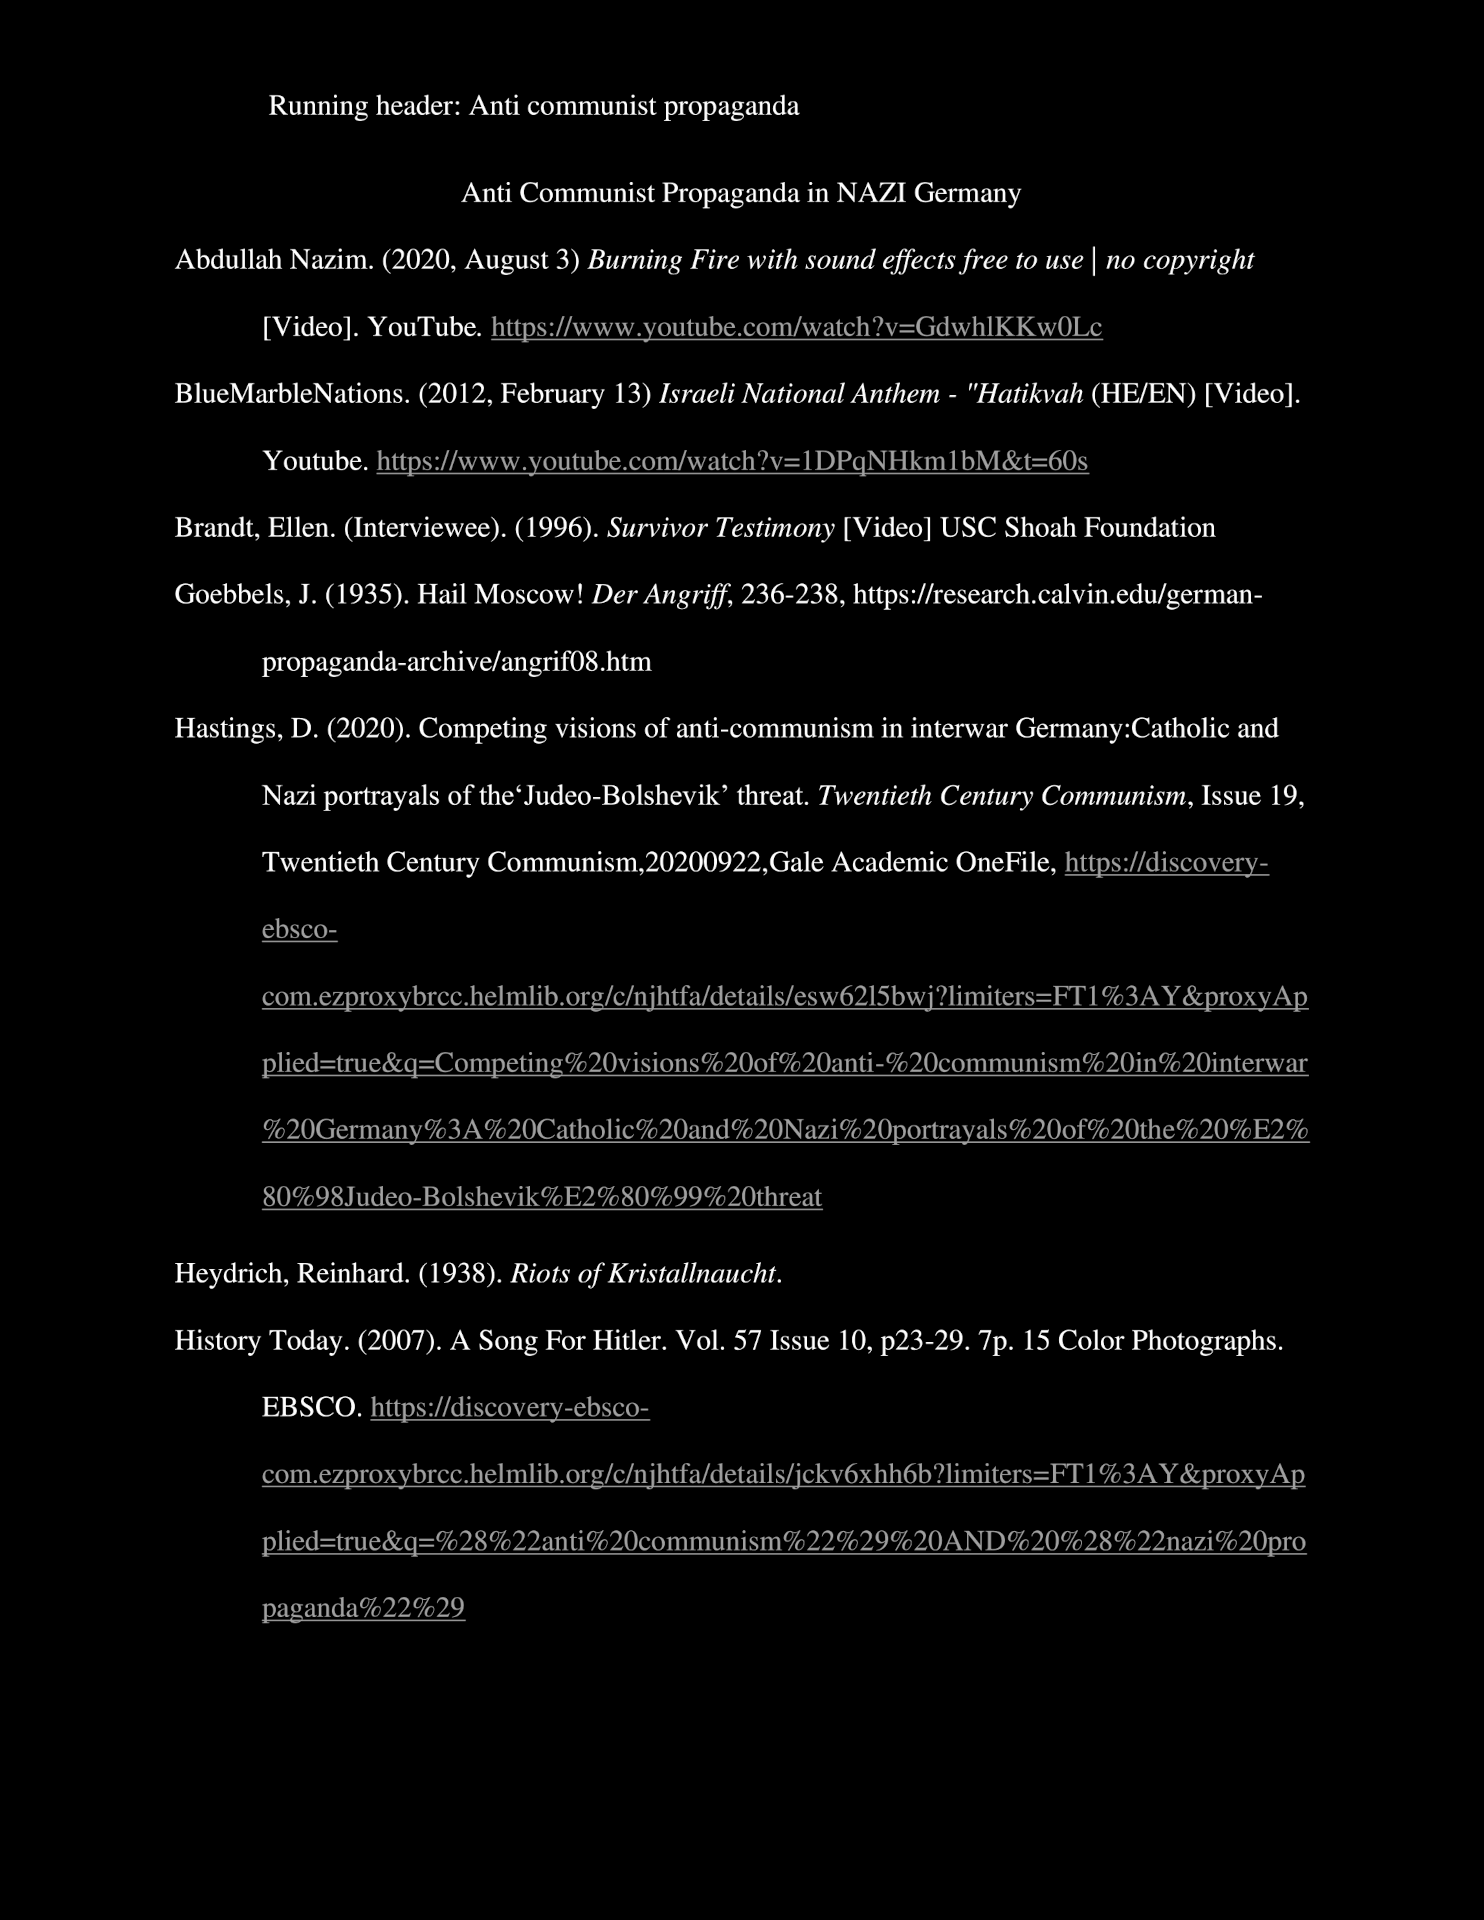 Running header: Anti communist propaganda
Anti Communist Propaganda in NAZI Germany
Abdullah Nazim. (2020, August 3) Burning Fire with sound effects free to use | no copyright
[Video]. YouTube. https://www.youtube.com/watch?v=GdwhlKKw0Lc
BlueMarbleNations. (2012, February 13) Israeli National Anthem - "Hatikvah (HE/EN) [Video].
Youtube. https://www.youtube.com/watch?v=1DPqNHkm1bM&t=60s
Brandt, Ellen. (Interviewee). (1996). Survivor Testimony [Video] USC Shoah Foundation
Goebbels, J. (1935). Hail Moscow! Der Angriff, 236-238, https://research.calvin.edu/german-
propaganda-archive/angrif08.htm
Hastings, D. (2020). Competing visions of anti-communism in interwar Germany:Catholic and
Nazi portrayals of the‘Judeo-Bolshevik’ threat. Twentieth Century Communism, Issue 19,
Twentieth Century Communism,20200922,Gale Academic OneFile, https://discovery-
ebsco-
com.ezproxybrcc.helmlib.org/c/njhtfa/details/esw62l5bwj?limiters=FT1%3AY&proxyAp
plied=true&q=Competing%20visions%20of%20anti-%20communism%20in%20interwar
%20Germany%3A%20Catholic%20and%20Nazi%20portrayals%20of%20the%20%E2%
80%98Judeo-Bolshevik%E2%80%99%20threat
Heydrich, Reinhard. (1938). Riots of Kristallnaucht.
History Today. (2007). A Song For Hitler. Vol. 57 Issue 10, p23-29. 7p. 15 Color Photographs.
EBSCO. https://discovery-ebsco-
com.ezproxybrcc.helmlib.org/c/njhtfa/details/jckv6xhh6b?limiters=FT1%3AY&proxyAp
plied=true&q=%28%22anti%20communism%22%29%20AND%20%28%22nazi%20pro
paganda%22%29